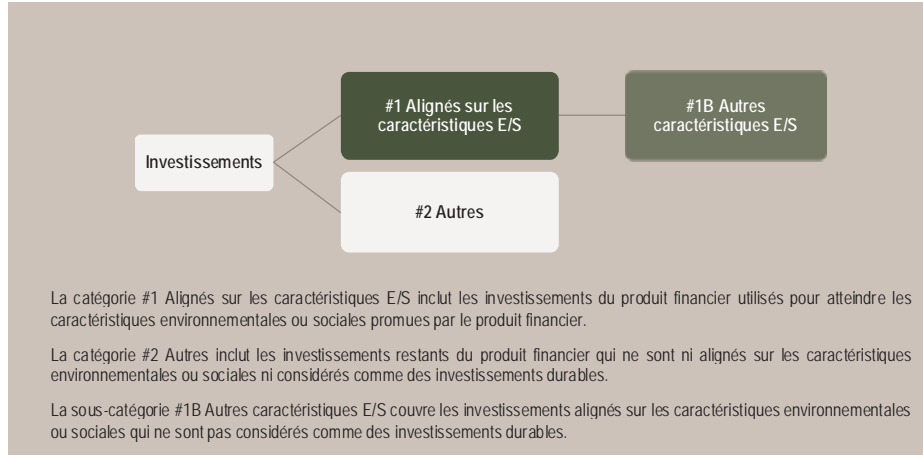 #1 Alignés sur les
caractéristiques E/S
#1B Autres
caractéristiques E/S
Investissements
#2 Autres
La catégorie #1 Alignés sur les caractéristiques E/S inclut les investissements du produit financier utilisés pour atteindre les
caractéristiques environnementales ou sociales promues par le produit financier.
La catégorie #2 Autres inclut les investissements restants du produit financier qui ne sont ni alignés sur les caractéristiques
environnementales ou sociales ni considérés comme des investissements durables.
La sous-catégorie #1B Autres caractéristiques E/S couvre les investissements alignés sur les caractéristiques environnementales
ou sociales qui ne sont pas considérés comme des investissements durables.